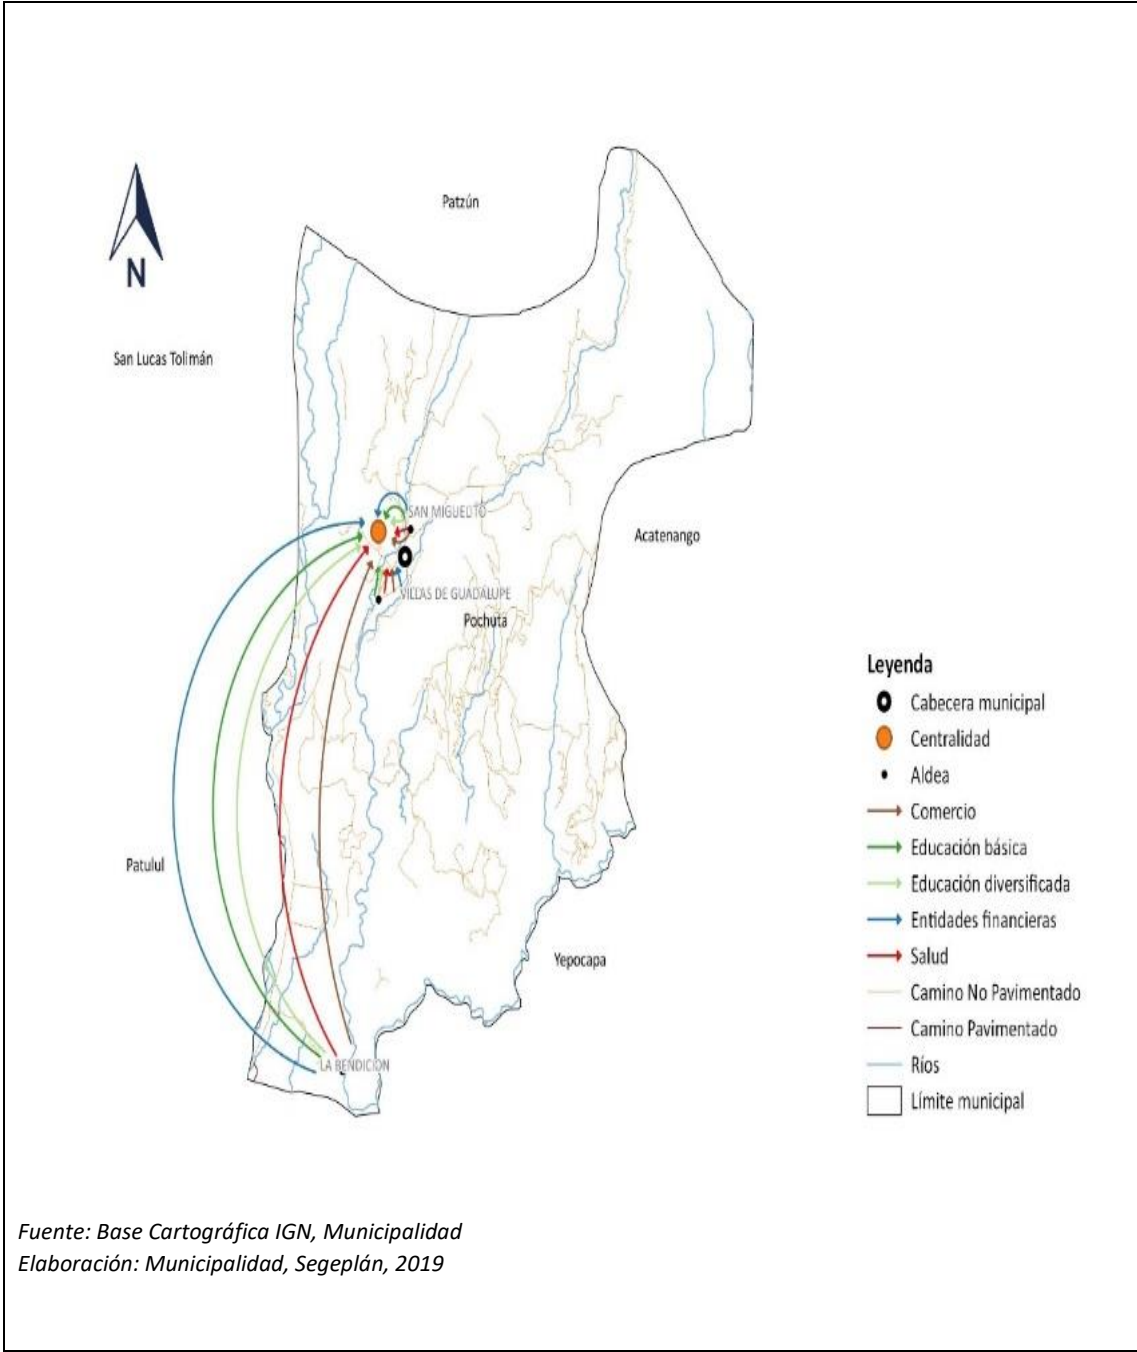 Patzún
N
San Lucas Tolimán
SAN MIGUELITO
Acatenango
VILLAS DE GUADALUPE
Pochuta
Leyenda
Cabecera municipal
Centralidad
Aldea
Comercio
Educación básica
Educación diversificada
Entidades financieras
Salud
Camino No Pavimentado
Camino Pavimentado
Ríos
Límite municipal
Patulul
Yepocapa
LA BENDICION
Fuente: Base Cartográfica IGN, Municipalidad
Elaboración: Municipalidad, Segeplán, 2019